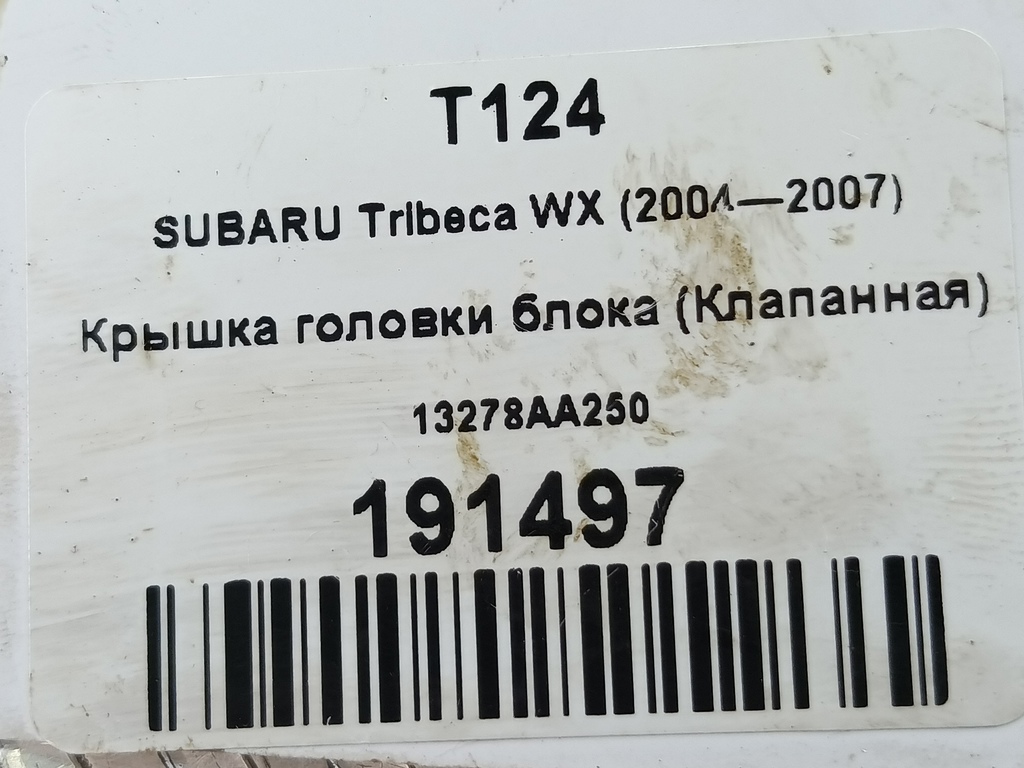 T124
SUBARU Tribeca WX (2004—2007)
Крышка головки блока (Клапанная)
13278AA250
191497